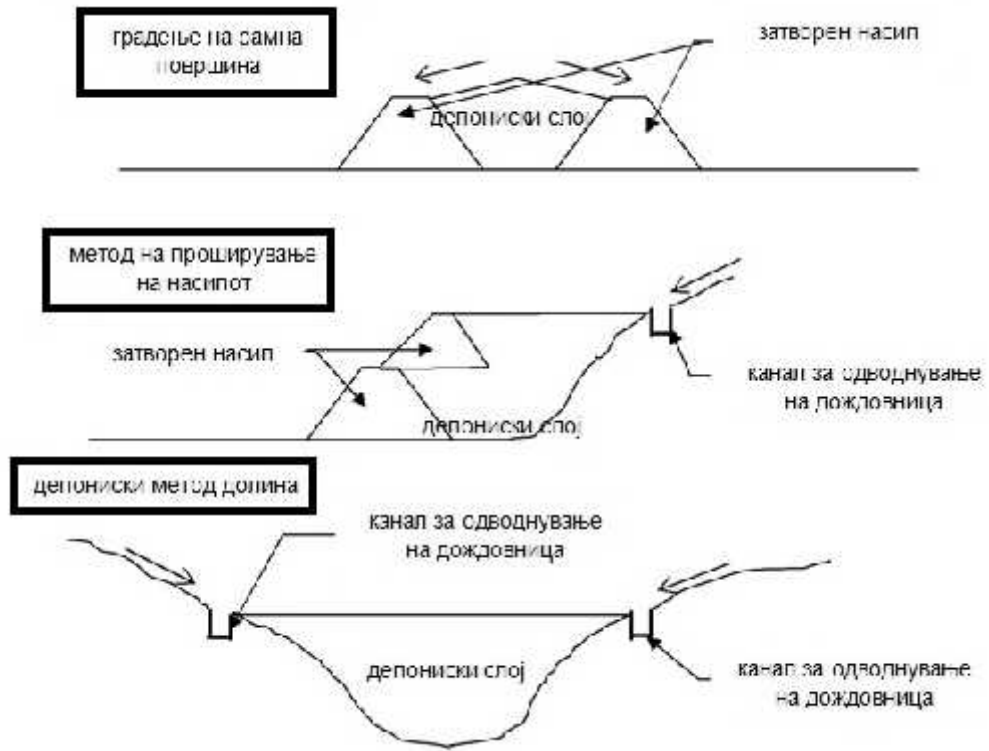 градење на рамна
површина
затворен насип
депониски слој
метод на проширување
на насипот
затворен насип
канал за одводнување
на дождовница
депониски слој
депониски метод долина
канал за одводнување
на дождовница
депониски слој
канал за одводнување
на дождовница